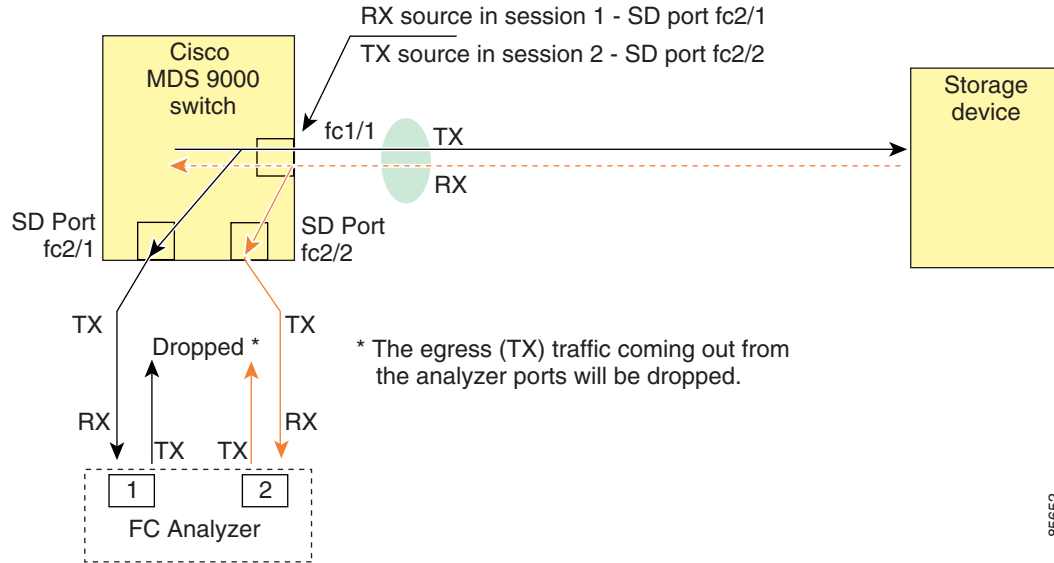 RX source in session 1 - SD port fc2/1
TX source in session 2 - SD port fc2/2
Cisco
MDS 9000
switch
Storage
device
fc1/1
TX
RX
SD Port
fc2/1
SD Port
fc2/2
TX
TX
Dropped *
* The egress (TX) traffic coming out from
the analyzer ports will be dropped.
RX
TX
TX
RX
1
2
FC Analyzer
85652